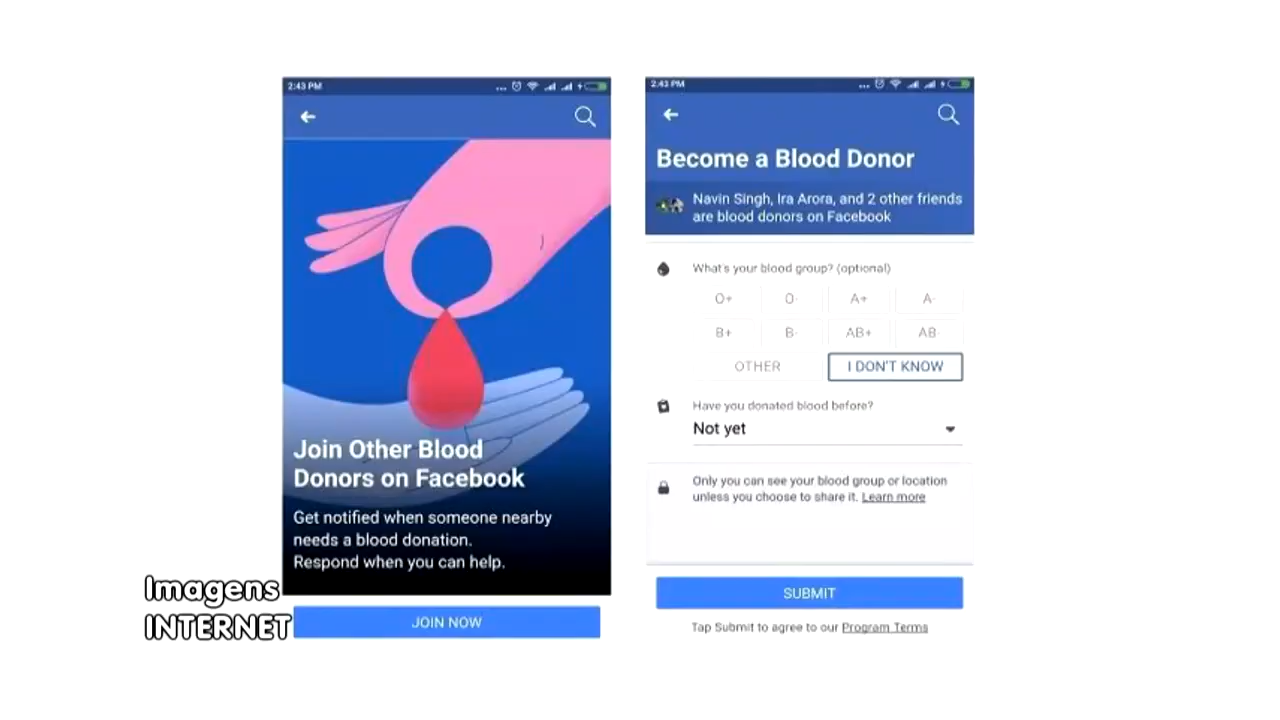 2:43 PM
Join Other Blood
Donors on Facebook
Get notified when someone nearby
needs a blood donation.
Respond when you can help.
JOIN NOW
2:43 PM
Become a Blood Donor
Navin Singh, Ira Arora, and 2 other friends
are blood donors on Facebook
What's your blood group? (optional)
O+ O- A+ A-
B+ B- AB+ AB-
OTHER I DON'T KNOW
Have you donated blood before?
Not yet
Only you can see your blood group or location
unless you choose to share it. Learn more
SUBMIT
Tap Submit to agree to our Program Terms
Imagens
INTERNET